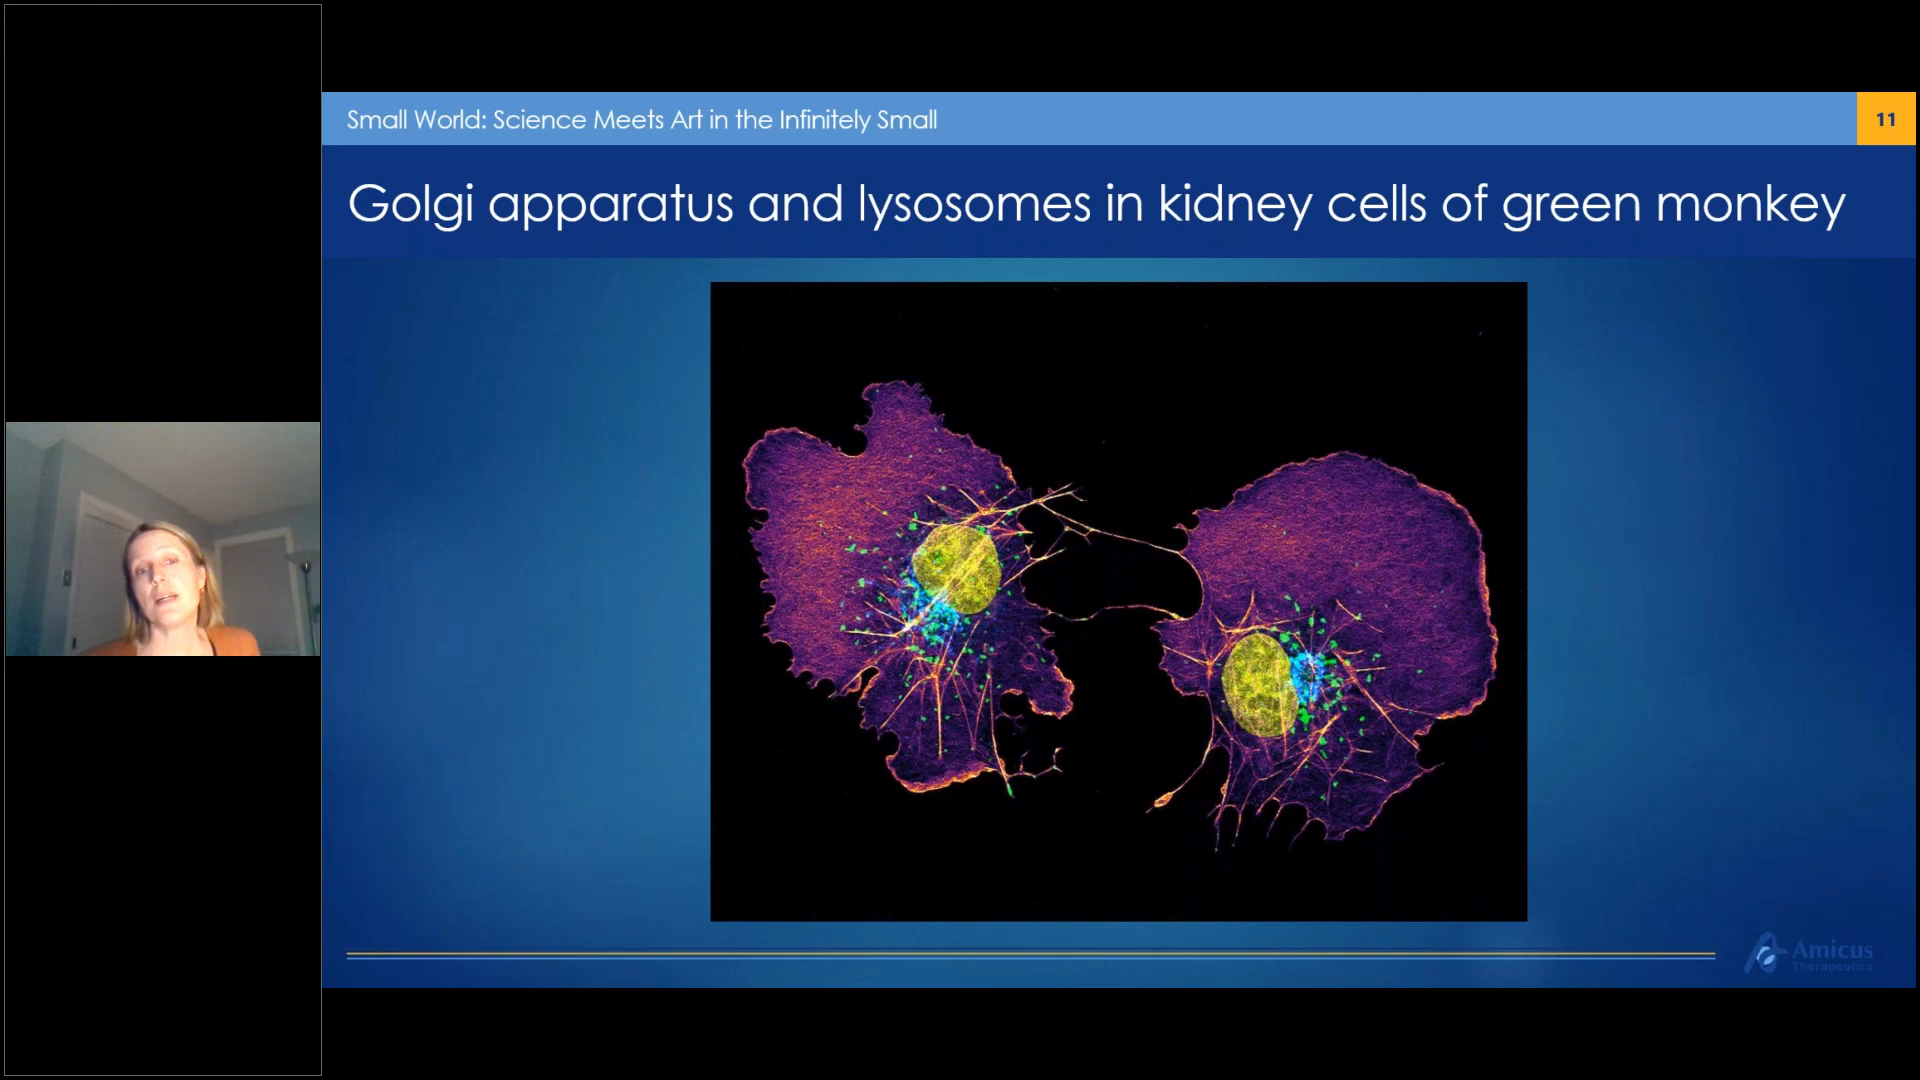 Small World: Science Meets Art in the Infinitely Small
11
Golgi apparatus and lysosomes in kidney cells of green monkey
Amicus
Therapeutics